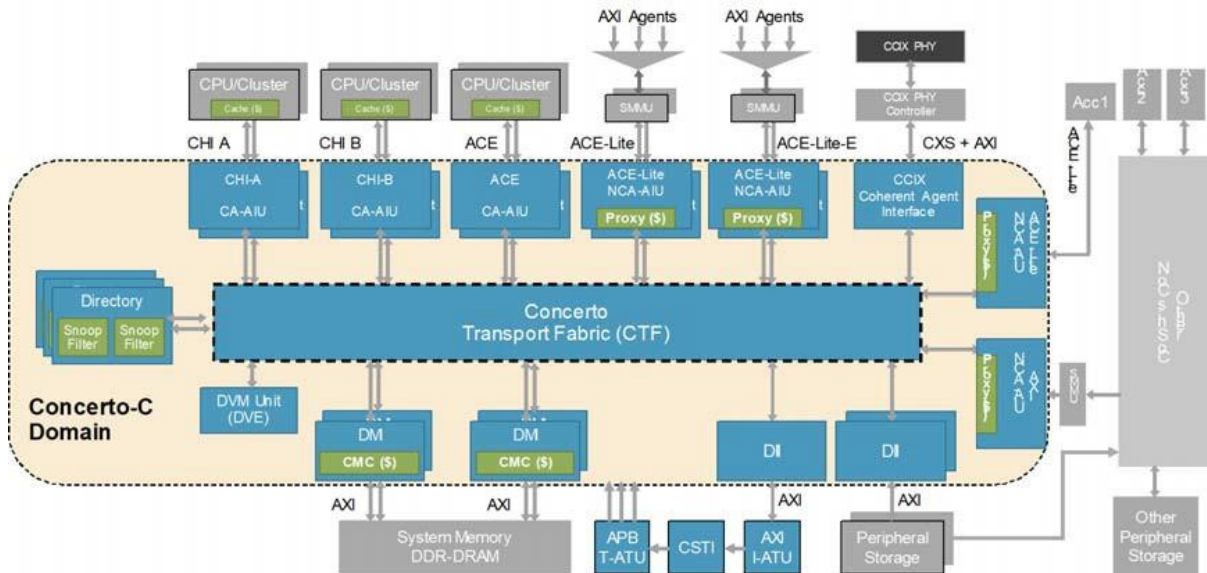 AXI Agents
AXI Agents
CCIX PHY
CPU/Cluster
Cache ($)
CPU/Cluster
Cache ($)
CPU/Cluster
Cache ($)
SMMU
SMMU
CCIX PHY
Controller
Acc1
Acc2
Acc3
CHI A
CHI B
ACE
ACE-Lite
ACE-Lite-E
CXS + AXI
CHI-A
CA-AIU
CHI-B
CA-AIU
ACE
CA-AIU
ACE-Lite
NCA-AIU
Proxy ($)
ACE-Lite
NCA-AIU
Proxy ($)
CCIX
Coherent Agent
Interface
Directory
Snoop
Filter
Snoop
Filter
Concerto
Transport Fabric (CTF)
Concerto-C
Domain
DVM Unit
(DVE)
DMI
CMC ($)
DMI
CMC ($)
DII
DII
AXI
AXI
AXI
AXI
System Memory
DDR-DRAM
APB
T-ATU
CSTI
AXI
I-ATU
Peripheral
Storage
Other
Peripheral
Storage